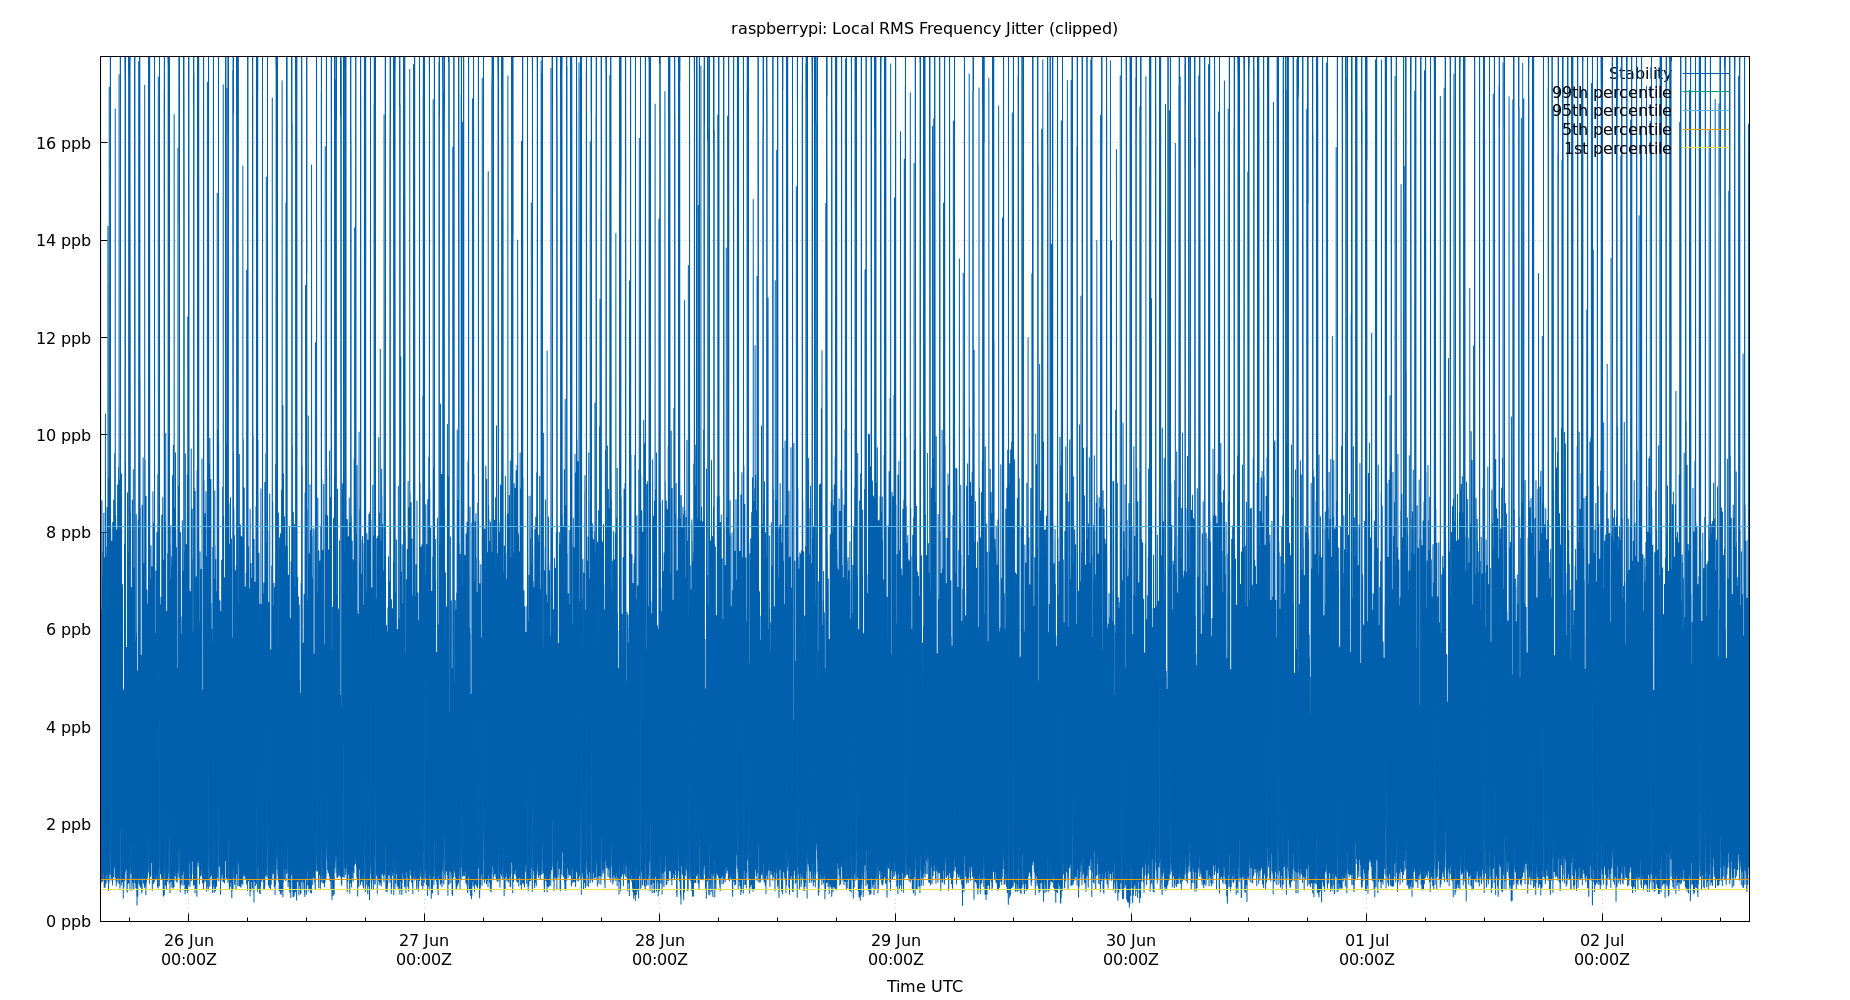 raspberrypi: Local RMS Frequency Jitter (clipped)
Stability
99th percentile
95th percentile
5th percentile
1st percentile
16 ppb
14 ppb
12 ppb
10 ppb
8 ppb
6 ppb
4 ppb
2 ppb
0 ppb
26 Jun 27 Jun 28 Jun 29 Jun 30 Jun 01 Jul 02 Jul
00:00Z 00:00Z 00:00Z 00:00Z 00:00Z 00:00Z 00:00Z
Time UTC